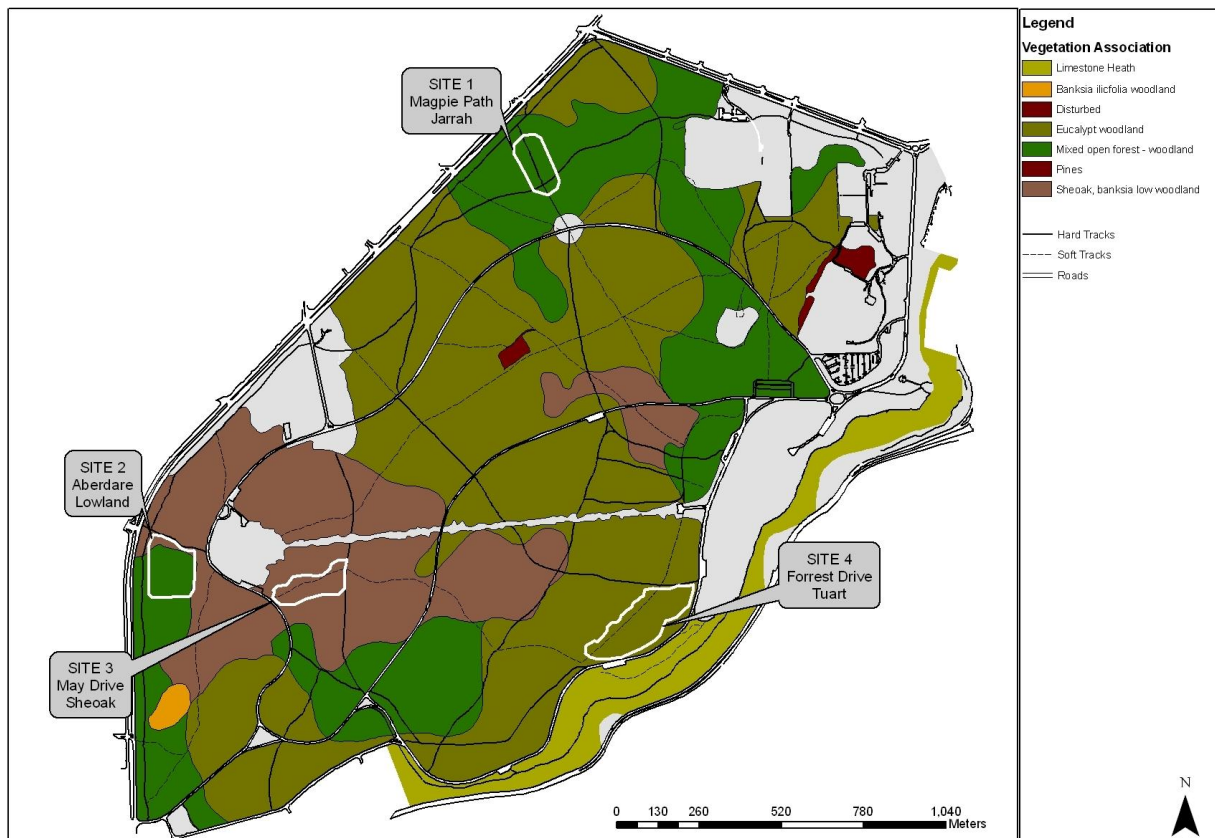 SITE 1
Magpie Path
Jarrah
SITE 2
Aberdare
Lowland
SITE 3
May Drive
Sheoak
SITE 4
Forrest Drive
Tuart
Legend
Vegetation Association
Limestone Heath
Banksia ilicfolia woodland
Disturbed
Eucalypt woodland
Mixed open forest - woodland
Pines
Sheoak, banksia low woodland
Hard Tracks
Soft Tracks
Roads
0 130 260 520 780 1,040
Meters
N